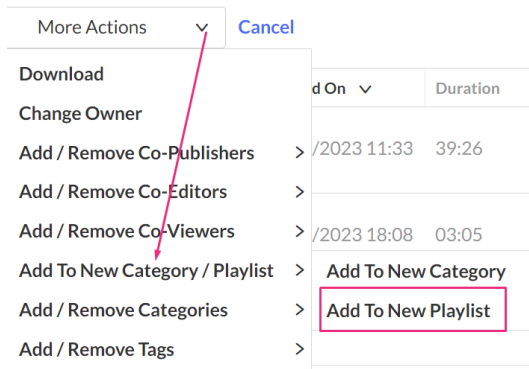 More Actions Cancel
Download
d On Duration
Change Owner
Add / Remove Co-Publishers /2023 11:33 39:26
Add / Remove Co-Editors
Add / Remove Co-Viewers /2023 18:08 03:05
Add To New Category / Playlist Add To New Category
Add / Remove Categories Add To New Playlist
Add / Remove Tags